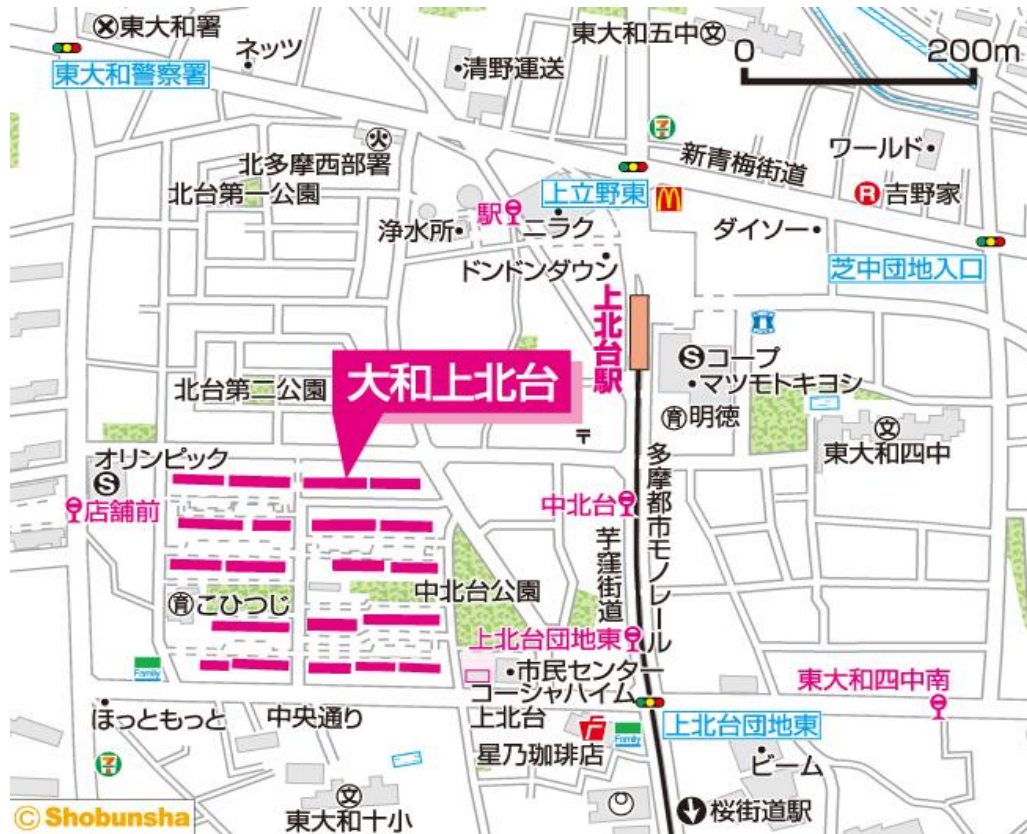 東大和署
ネッツ
東大和警察署
清野運送
東大和五中
文
0 200m
火
北多摩西部署
北台第一公園
7
新青梅街道
ワールド
R
吉野家
上立野東
M
駅
浄水所
ニラク
ダイソー
ドンドンダウン
芝中団地入口
上北台駅
S
コープ
マツモトキヨシ
大和上北台
北台第二公園
育
明徳
〒
文
東大和四中
オリンピック
S
店舗前
中北台
多摩都市モノレール
芋窪街道
中北台公園
育
こひつじ
上北台団地東
市民センター
Family
コーシャハイム
上北台
東大和四中南
ほっともっと
中央通り
上北台団地東
Family
星乃珈琲店
ビーム
7
文
東大和十小
桜街道駅
© Shobunsha